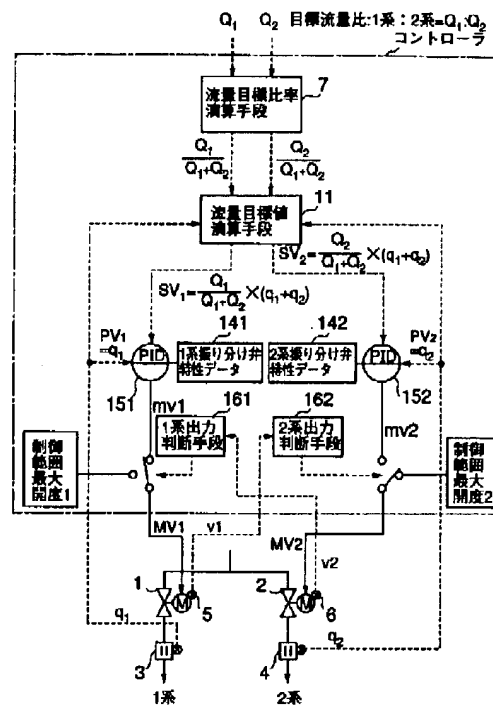 Q₁ Q₂ 目標流量比:1系:2系=Q₁:Q₂
コントローラ
流量目標比率
演算手段
7
Q₁/(Q₁+Q₂) Q₂/(Q₁+Q₂)
流量目標値
演算手段
11
SV₂=Q₂/(Q₁+Q₂)×(q₁+q₂)
SV₁=Q₁/(Q₁+Q₂)×(q₁+q₂)
PV₁
=q₁
PID
151
141
1系振り分け弁
特性データ
142
2系振り分け弁
特性データ
PID
152
PV₂
=q₂
mv1
161
1系出力
判断手段
162
2系出力
判断手段
mv2
制御
範囲
最大
開度1
制御
範囲
最大
開度2
MV1
v1
MV2
v2
1
M
5
2
M
6
q₁
q₂
3
4
1系
2系